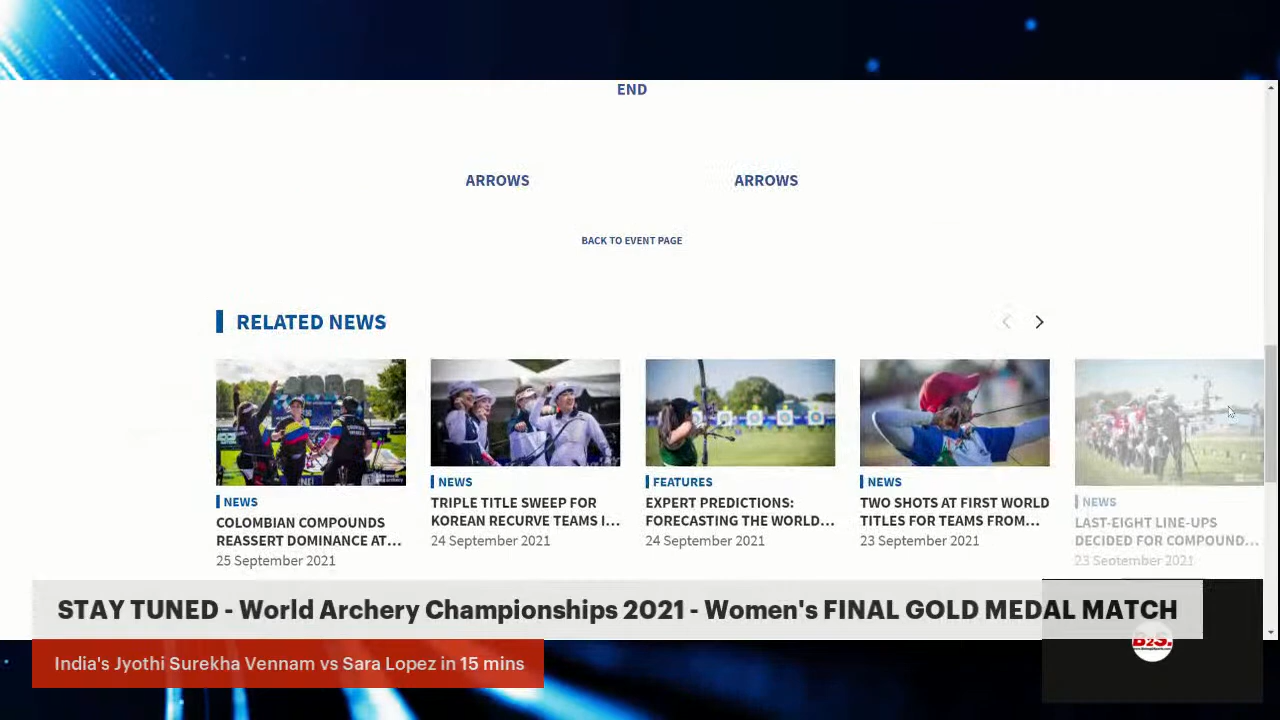 END
ARROWS ARROWS
BACK TO EVENT PAGE
RELATED NEWS
NEWS
COLOMBIAN COMPOUNDS
REASSERT DOMINANCE AT...
25 September 2021
NEWS
TRIPLE TITLE SWEEP FOR
KOREAN RECURVE TEAMS I...
24 September 2021
FEATURES
EXPERT PREDICTIONS:
FORECASTING THE WORLD...
24 September 2021
NEWS
TWO SHOTS AT FIRST WORLD
TITLES FOR TEAMS FROM...
23 September 2021
NEWS
LAST-EIGHT LINE-UPS
DECIDED FOR COMPOUND...
23 September 2021
STAY TUNED - World Archery Championships 2021 - Women's FINAL GOLD MEDAL MATCH
B2S.
India's Jyothi Surekha Vennam vs Sara Lopez in 15 mins